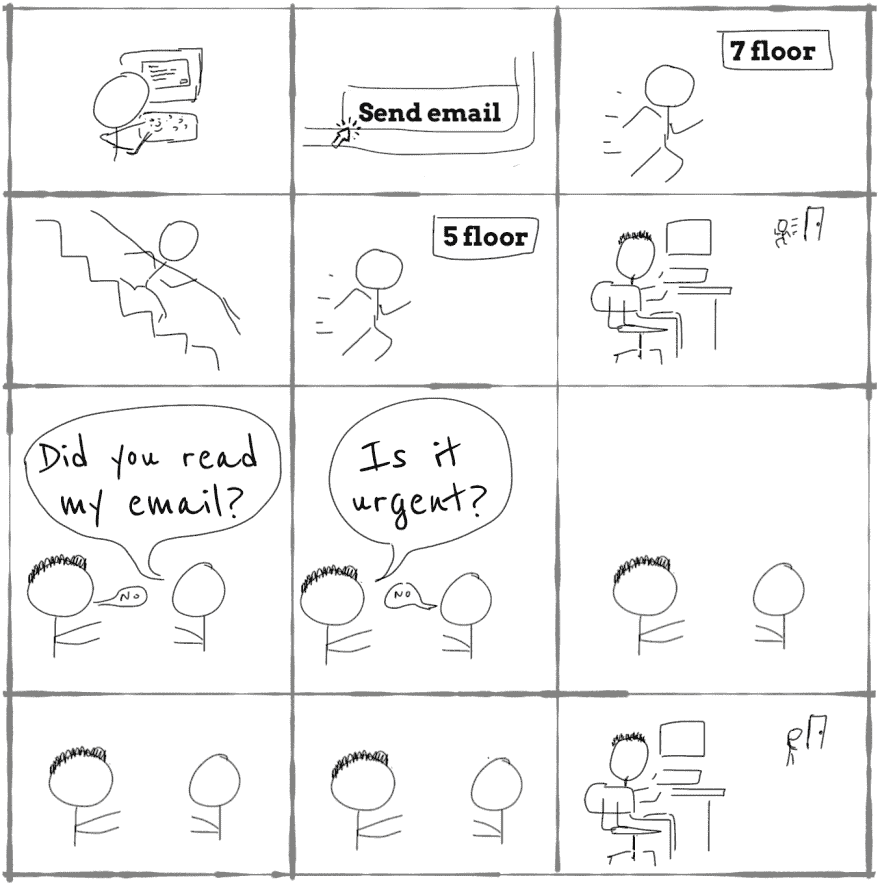 Send email
7 floor
5 floor
Did you read
my email?
NO
Is it
urgent?
NO